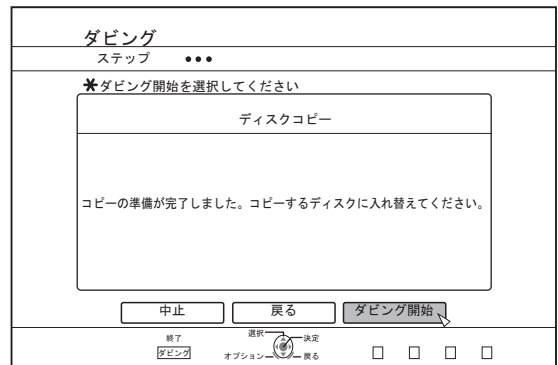 ダビング
ステップ ●●●
✱ダビング開始を選択してください
ディスクコピー
コピーの準備が完了しました。コピーするディスクに入れ替えてください。
中止 戻る ダビング開始
終了 選択 決定
ダビング オプション 戻る